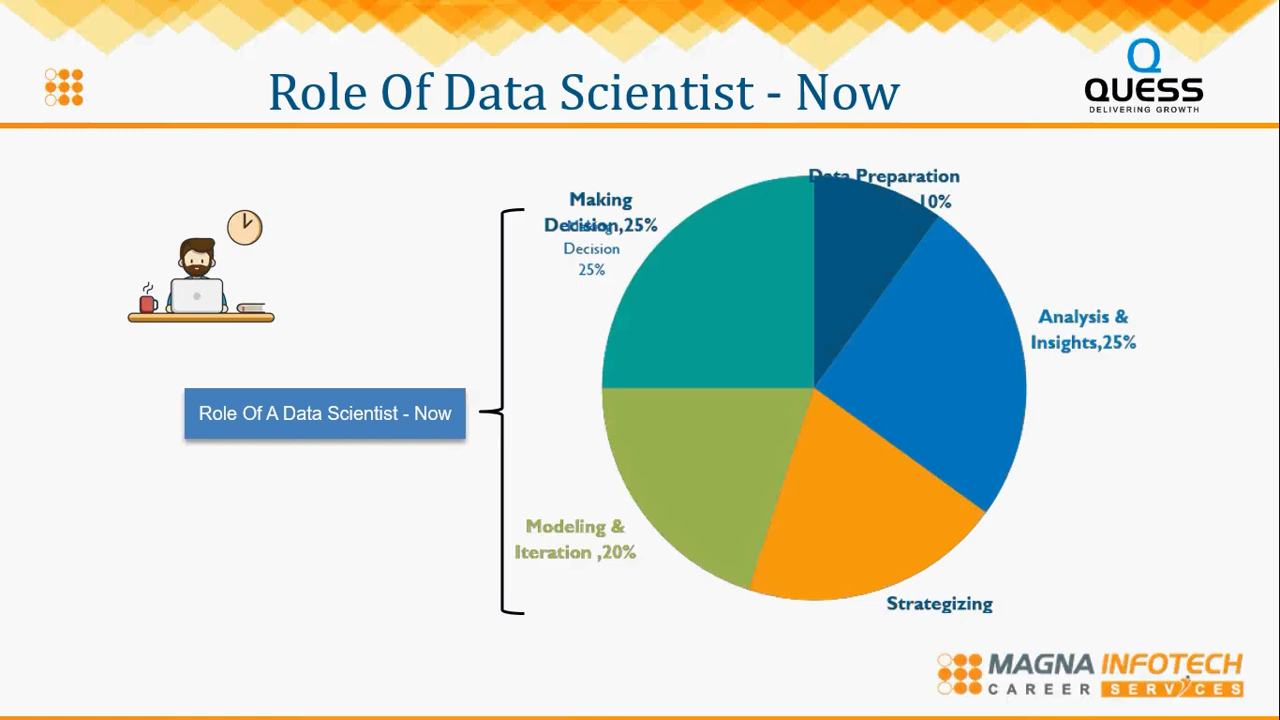 Role Of Data Scientist - Now
QUESS
DELIVERING GROWTH
Data Preparation
10%
Making
Decision,25%
Decision
25%
Analysis &
Insights,25%
Role Of A Data Scientist - Now
Modeling &
Iteration ,20%
Strategizing
MAGNA INFOTECH
CAREER SERVICES